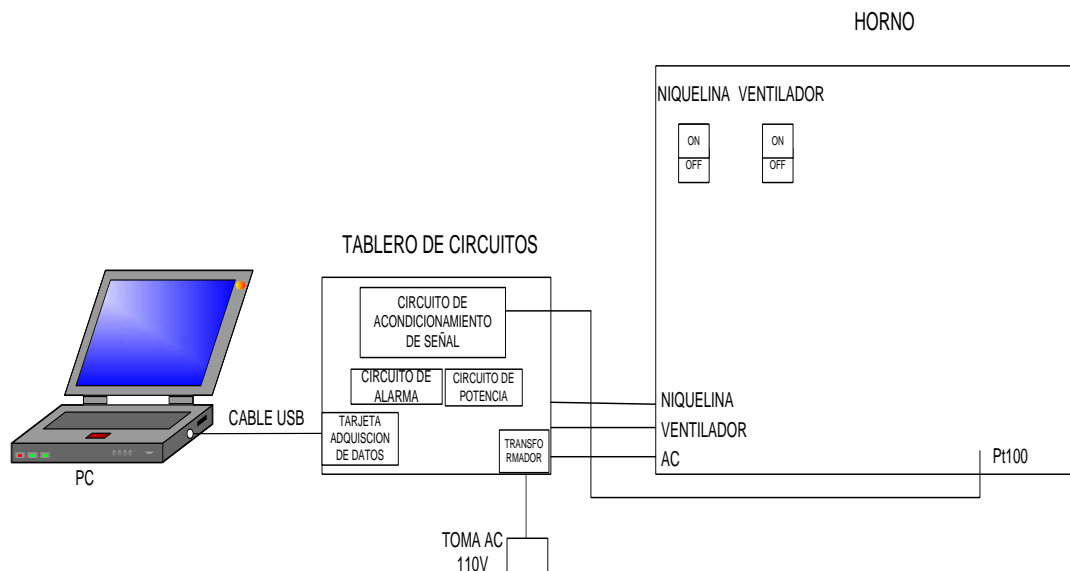 HORNO
NIQUELINA VENTILADOR
ON ON
OFF OFF
TABLERO DE CIRCUITOS
CIRCUITO DE
ACONDICIONAMIENTO
DE SEÑAL
CIRCUITO DE
ALARMA
CIRCUITO DE
POTENCIA
TARJETA
ADQUISCION
DE DATOS
TRANSFO
RMADOR
CABLE USB
PC
NIQUELINA
VENTILADOR
AC
Pt100
TOMA AC
110V